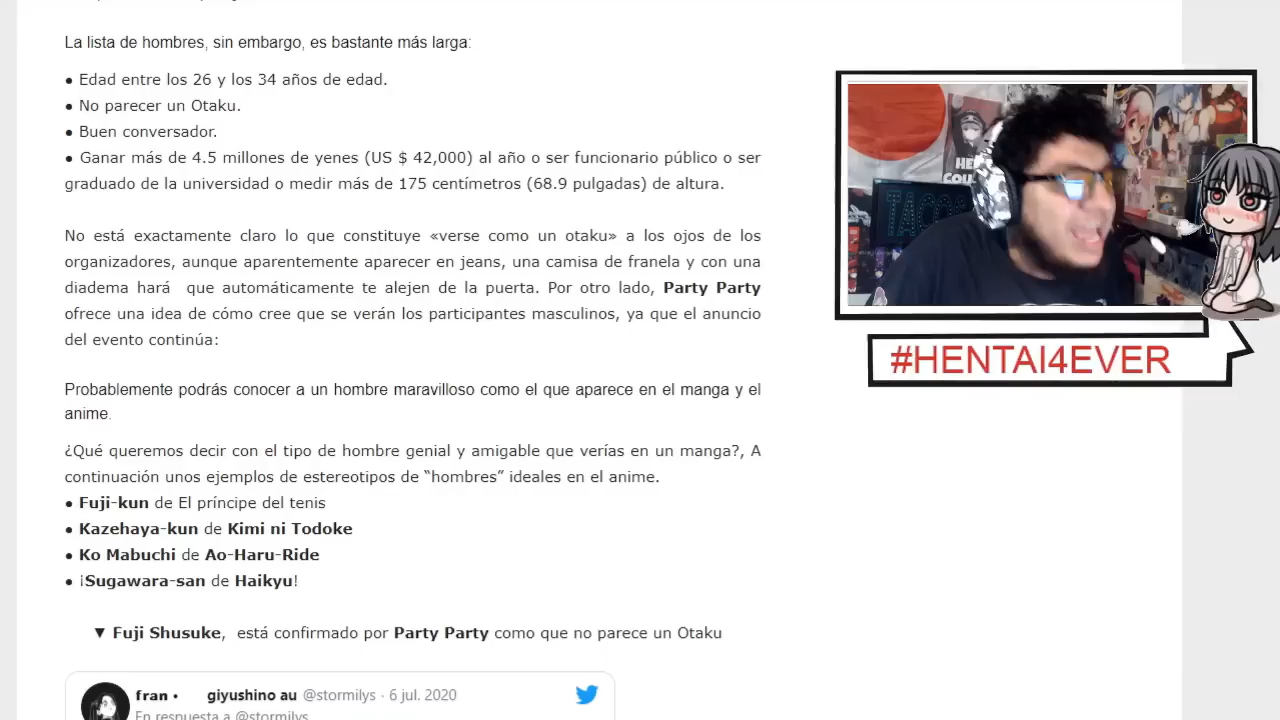 La lista de hombres, sin embargo, es bastante más larga:
● Edad entre los 26 y los 34 años de edad.
● No parecer un Otaku.
● Buen conversador.
● Ganar más de 4.5 millones de yenes (US $ 42,000) al año o ser funcionario público o ser
graduado de la universidad o medir más de 175 centímetros (68.9 pulgadas) de altura.
No está exactamente claro lo que constituye «verse como un otaku» a los ojos de los
organizadores, aunque aparentemente aparecer en jeans, una camisa de franela y con una
diadema hará que automáticamente te alejen de la puerta. Por otro lado, Party Party
ofrece una idea de cómo cree que se verán los participantes masculinos, ya que el anuncio
del evento continúa:
Probablemente podrás conocer a un hombre maravilloso como el que aparece en el manga y el
anime.
¿Qué queremos decir con el tipo de hombre genial y amigable que verías en un manga?, A
continuación unos ejemplos de estereotipos de “hombres” ideales en el anime.
● Fuji-kun de El príncipe del tenis
● Kazehaya-kun de Kimi ni Todoke
● Ko Mabuchi de Ao-Haru-Ride
● ¡Sugawara-san de Haikyu!
▼ Fuji Shusuke, está confirmado por Party Party como que no parece un Otaku
fran • giyushino au @stormilys · 6 jul. 2020
En respuesta a @stormilys
TACOS
#HENTAI4EVER